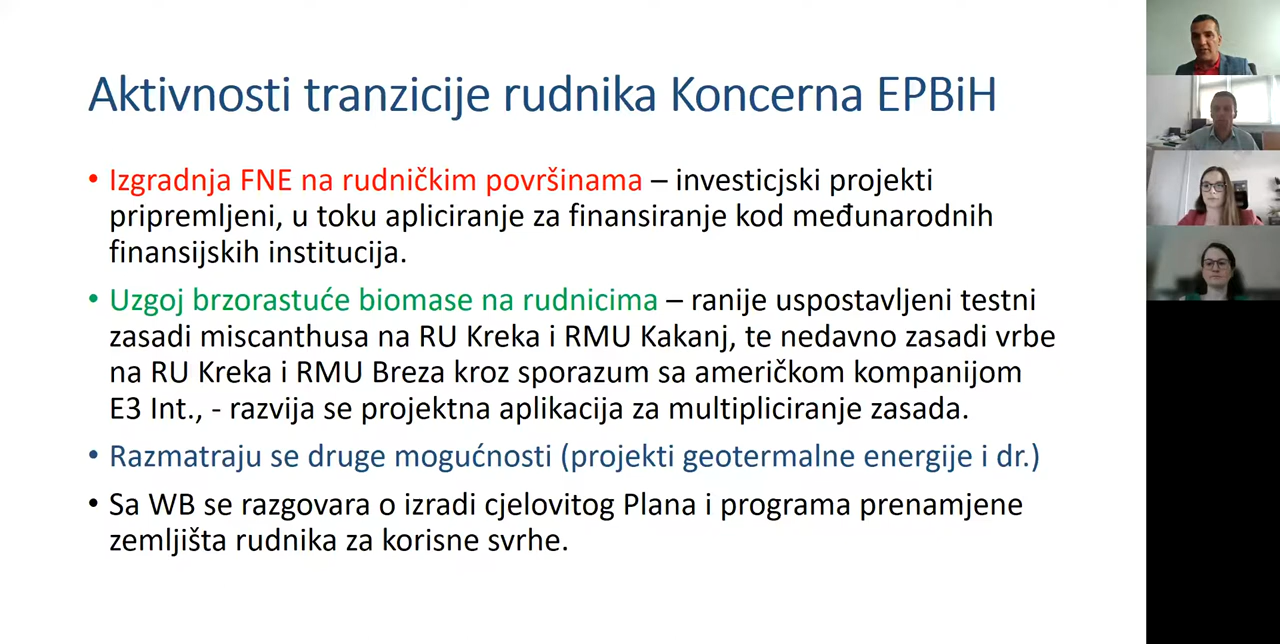 Aktivnosti tranzicije rudnika Koncerna EPBiH
• Izgradnja FNE na rudničkim površinama – investicjski projekti
pripremljeni, u toku apliciranje za finansiranje kod međunarodnih
finansijskih institucija.
• Uzgoj brzorastuće biomase na rudnicima – ranije uspostavljeni testni
zasadi miscanthusa na RU Kreka i RMU Kakanj, te nedavno zasadi vrbe
na RU Kreka i RMU Breza kroz sporazum sa američkom kompanijom
E3 Int., - razvija se projektna aplikacija za multipliciranje zasada.
• Razmatraju se druge mogućnosti (projekti geotermalne energije i dr.)
• Sa WB se razgovara o izradi cjelovitog Plana i programa prenamjene
zemljišta rudnika za korisne svrhe.